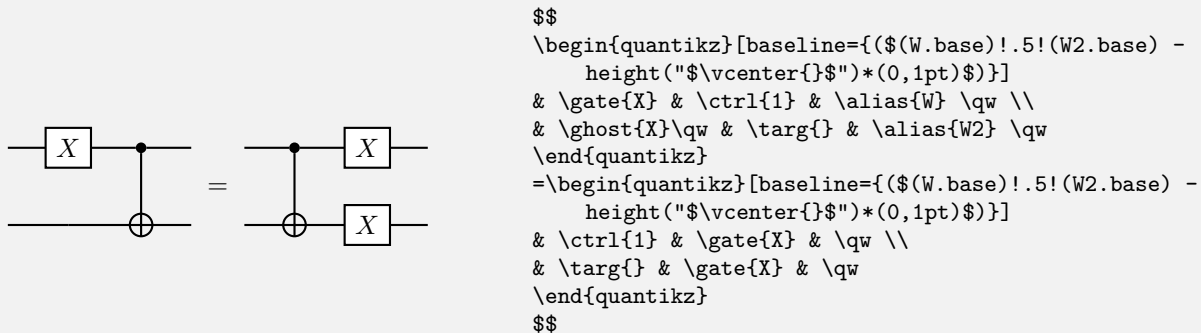 X
=
X
X
$$
\begin{quantikz}[baseline={($(W.base)!.5!(W2.base) -
height("$\vcenter{}$")*(0,1pt)$)}]
& \gate{X} & \ctrl{1} & \alias{W} \qw \\
& \ghost{X}\qw & \targ{} & \alias{W2} \qw
\end{quantikz}
=\begin{quantikz}[baseline={($(W.base)!.5!(W2.base) -
height("$\vcenter{}$")*(0,1pt)$)}]
& \ctrl{1} & \gate{X} & \qw \\
& \targ{} & \gate{X} & \qw
\end{quantikz}
$$